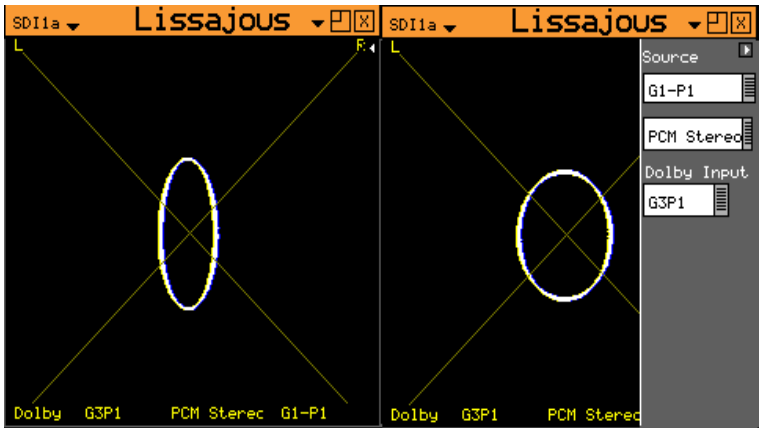 SDI1a Lissajous
L R
Dolby G3P1 PCM Sterec G1-P1
SDI1a Lissajous
L
Source
G1-P1
PCM Stereo
Dolby Input
G3P1
Dolby G3P1 PCM Sterec